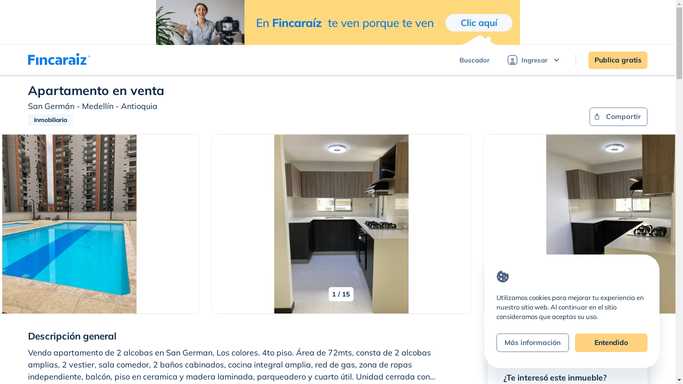 En Fincaraíz te ven porque te ven
Clic aquí
Fincaraiz
Buscador
Ingresar
Publica gratis
Apartamento en venta
San Germán - Medellín - Antioquia
Inmobiliaria
Compartir
1 / 15
Utilizamos cookies para mejorar tu experiencia en
nuestro sitio web. Al continuar en el sitio
consideramos que aceptas su uso.
Más información
Entendido
Descripción general
Vendo apartamento de 2 alcobas en San German, Los colores. 4to piso. Área de 72mts, consta de 2 alcobas
amplias, 2 vestier, sala comedor, 2 baños cabinados, cocina integral amplia, red de gas, zona de ropas
independiente, balcón, piso en ceramica y madera laminada, parqueadero y cuarto útil. Unidad cerrada con...
¿Te interesó este inmueble?